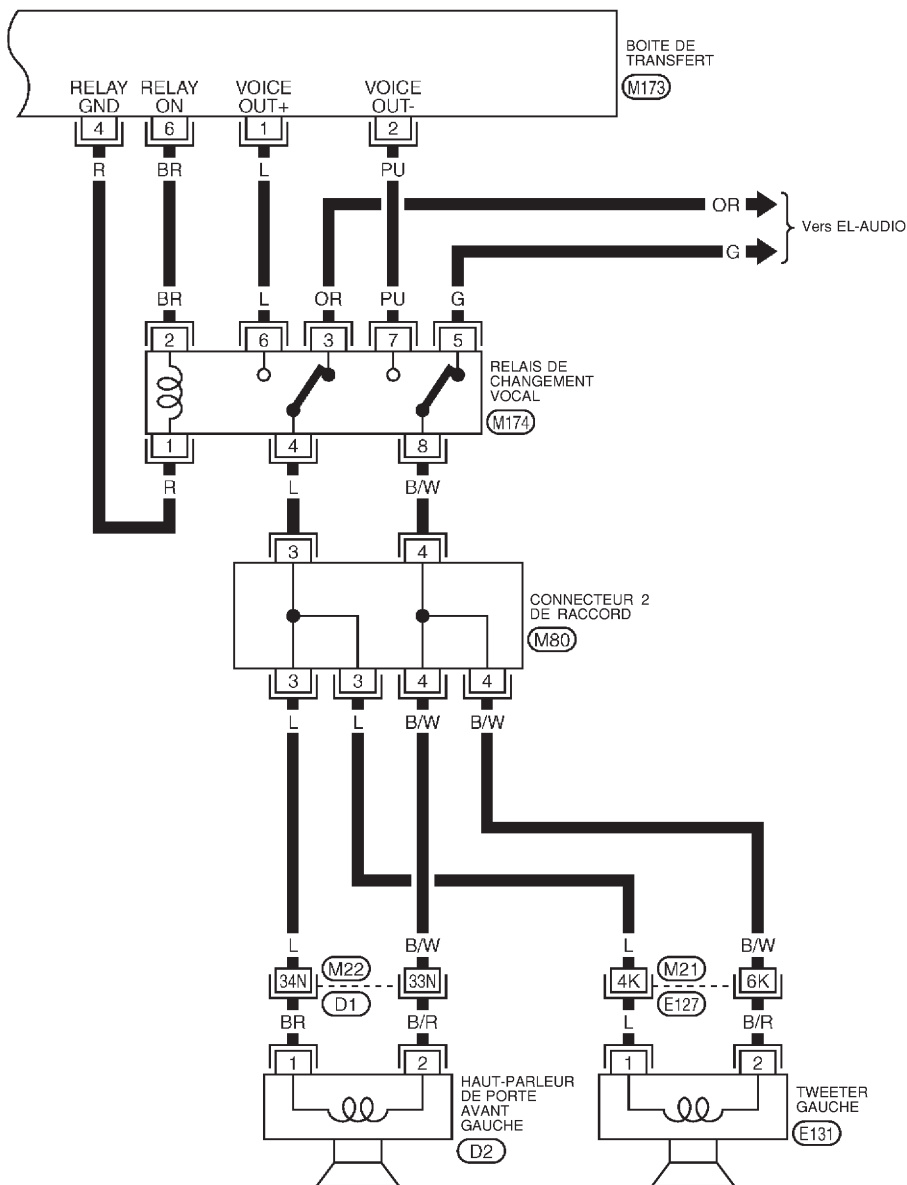 BOITE DE
TRANSFERT
M173
RELAY GND
RELAY ON
VOICE OUT+
VOICE OUT-
4 6 1 2
R BR L PU
OR
G
Vers EL-AUDIO
BR L OR PU G
2 6 3 7 5
RELAIS DE
CHANGEMENT
VOCAL
M174
1 4 8
R L B/W
3 4
CONNECTEUR 2
DE RACCORD
M80
3 3 4 4
L L B/W B/W
L B/W L B/W
34N M22 33N 4K M21 6K
D1 E127
BR B/R L B/R
1 2 1 2
HAUT-PARLEUR
DE PORTE
AVANT
GAUCHE
D2
TWEETER
GAUCHE
E131